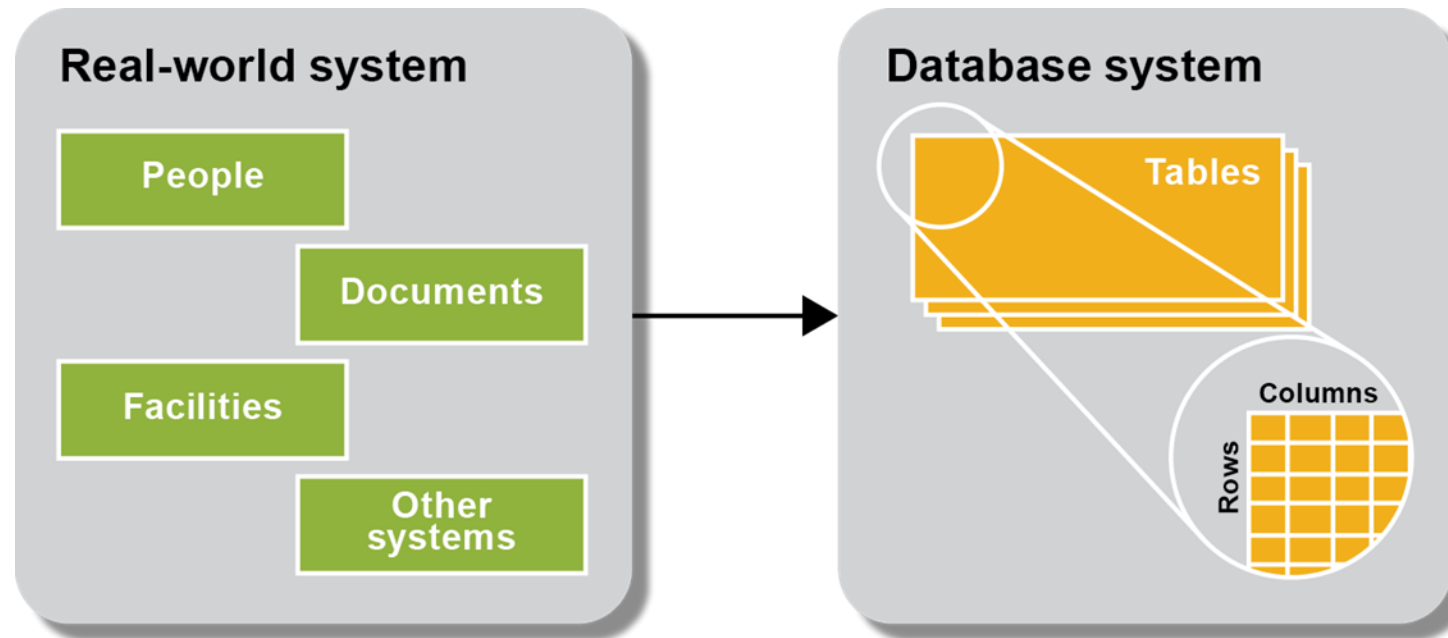 Real-world system
People
Documents
Facilities
Other
systems
Database system
Tables
Columns
Rows